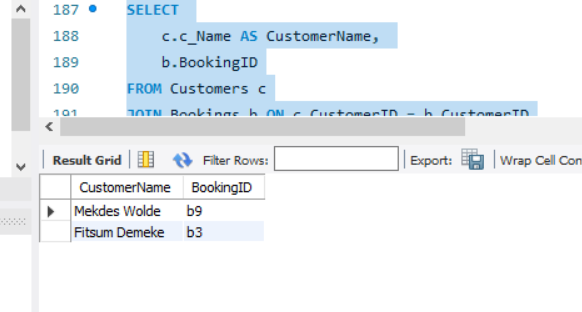 187 SELECT
188 c.c_Name AS CustomerName,
189 b.BookingID
190 FROM Customers c
191 JOIN Bookings b ON c.CustomerID = b.CustomerID
Result Grid Filter Rows: Export: Wrap Cell Con
CustomerName BookingID
Mekdes Wolde b9
Fitsum Demeke b3